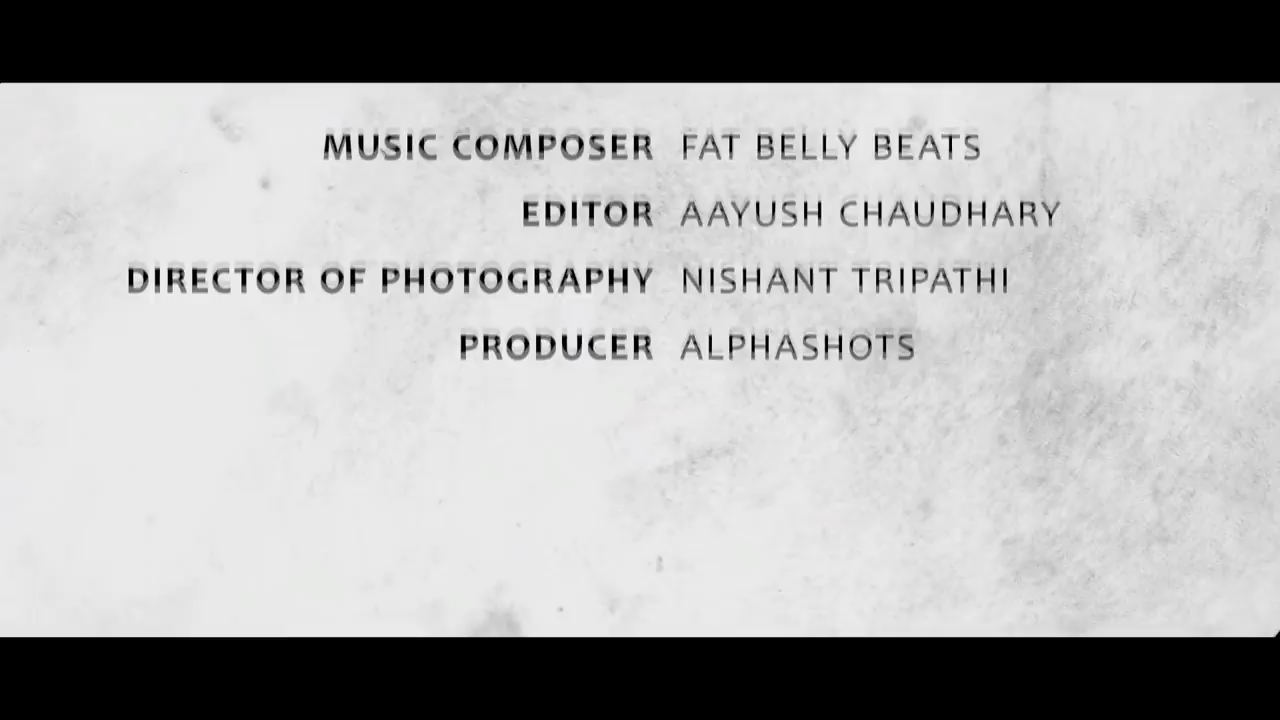 MUSIC COMPOSER FAT BELLY BEATS
EDITOR AAYUSH CHAUDHARY
DIRECTOR OF PHOTOGRAPHY NISHANT TRIPATHI
PRODUCER ALPHASHOTS